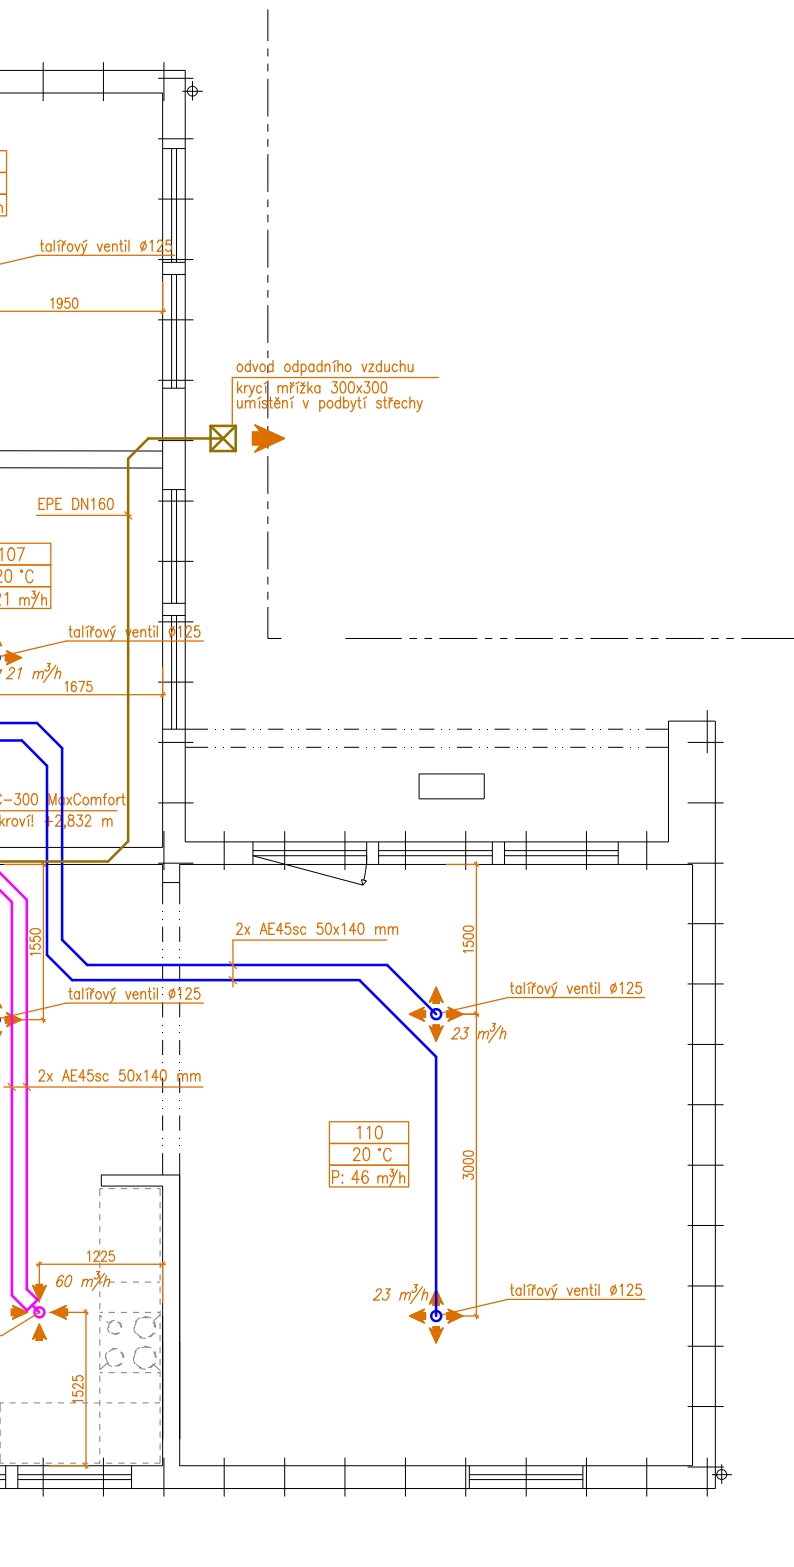 talířový ventil ø125
1950
odvod odpadního vzduchu
krycí mřížka 300x300
umístění v podbytí střechy
EPE DN160
107
20 °C
21 m³/h
talířový ventil ø125
21 m³/h
1675
C-300 MaxComfort
kroví! +2,832 m
2x AE45sc 50x140 mm
1550
1500
talířový ventil ø125
talířový ventil ø125
23 m³/h
2x AE45sc 50x140 mm
110
20 °C
P: 46 m³/h
3000
1225
60 m³/h
23 m³/h
talířový ventil ø125
1525